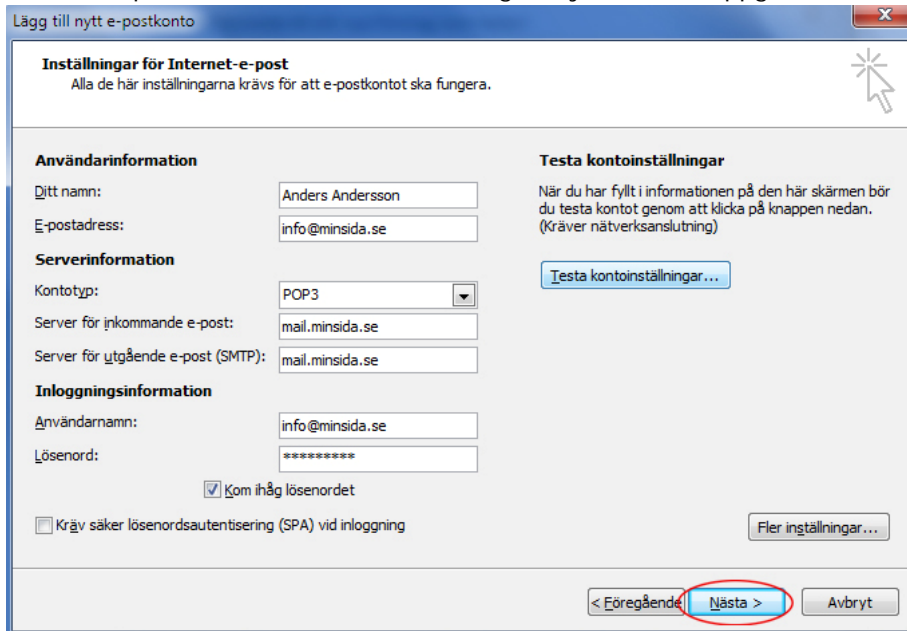 Lägg till nytt e-postkonto
Inställningar för Internet-e-post
Alla de här inställningarna krävs för att e-postkontot ska fungera.
Användarinformation
Ditt namn:
Anders Andersson
E-postadress:
info@minsida.se
Serverinformation
Kontotyp:
POP3
Server för inkommande e-post:
mail.minsida.se
Server för utgående e-post (SMTP):
mail.minsida.se
Inloggningsinformation
Användarnamn:
info@minsida.se
Lösenord:
*********
Kom ihåg lösenordet
Kräv säker lösenordsautentisering (SPA) vid inloggning
Testa kontoinställningar
När du har fyllt i informationen på den här skärmen bör
du testa kontot genom att klicka på knappen nedan.
(Kräver nätverksanslutning)
Testa kontoinställningar...
Fler inställningar...
< Föregående
Nästa >
Avbryt